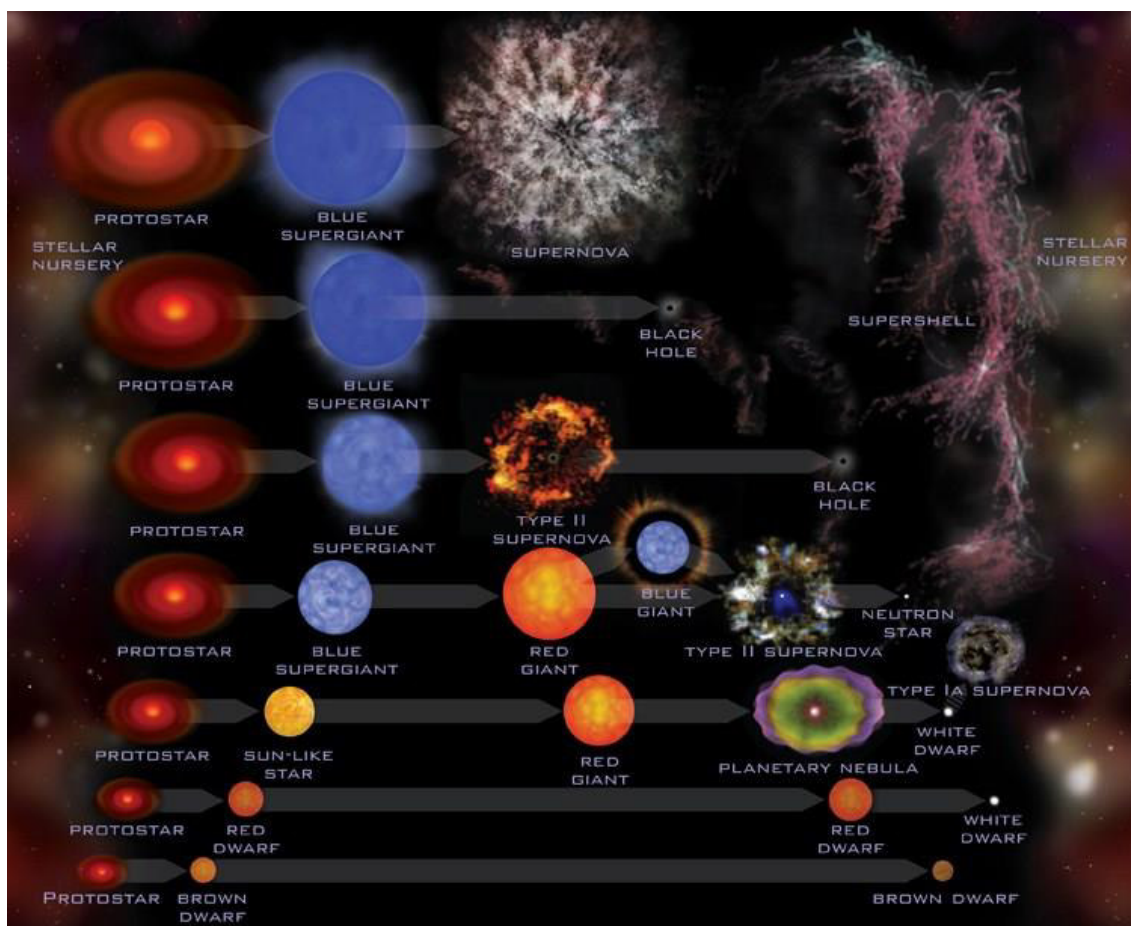 PROTOSTAR
BLUE
SUPERGIANT
SUPERNOVA
STELLAR
NURSERY
STELLAR
NURSERY
PROTOSTAR
BLUE
SUPERGIANT
BLACK
HOLE
SUPERSHELL
PROTOSTAR
BLUE
SUPERGIANT
TYPE II
SUPERNOVA
BLACK
HOLE
PROTOSTAR
BLUE
SUPERGIANT
RED
GIANT
BLUE
GIANT
TYPE II SUPERNOVA
NEUTRON
STAR
TYPE IA SUPERNOVA
PROTOSTAR
SUN-LIKE
STAR
RED
GIANT
PLANETARY NEBULA
WHITE
DWARF
PROTOSTAR
RED
DWARF
RED
DWARF
WHITE
DWARF
PROTOSTAR
BROWN
DWARF
BROWN DWARF